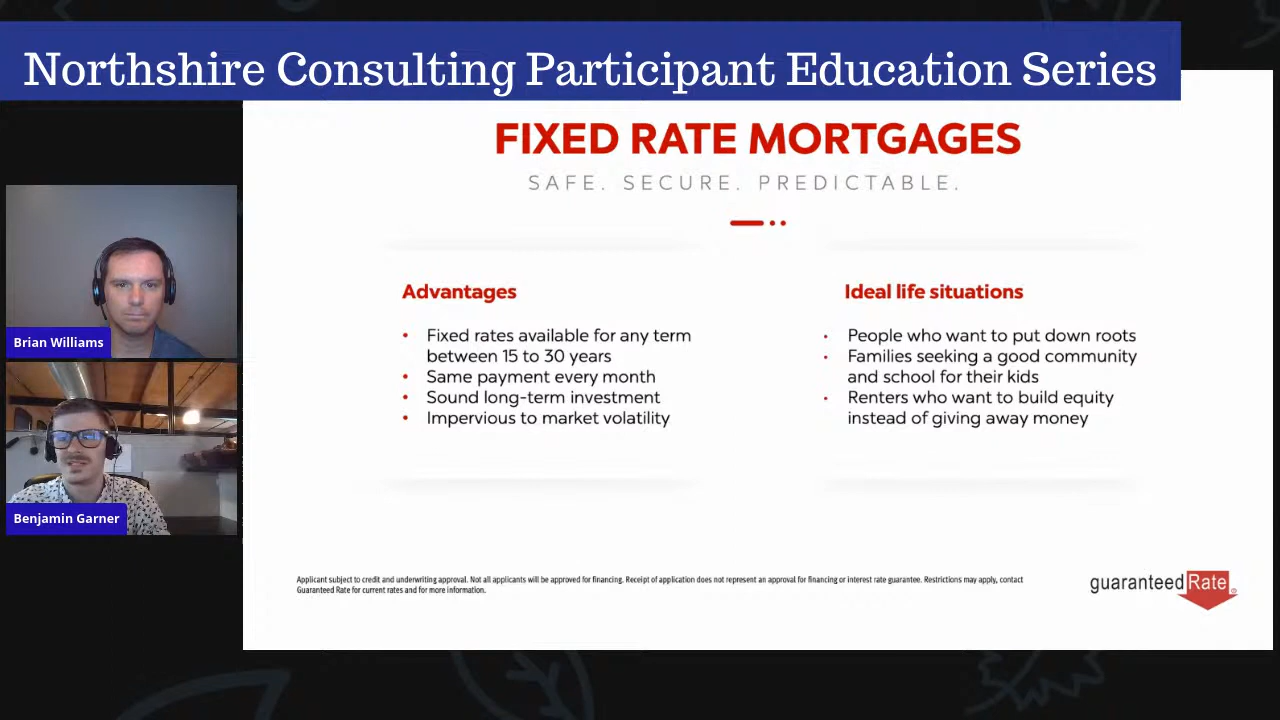 Northshire Consulting Participant Education Series
FIXED RATE MORTGAGES
SAFE. SECURE. PREDICTABLE.
Advantages
• Fixed rates available for any term
between 15 to 30 years
• Same payment every month
• Sound long-term investment
• Impervious to market volatility
Ideal life situations
• People who want to put down roots
• Families seeking a good community
and school for their kids
• Renters who want to build equity
instead of giving away money
Brian Williams
Benjamin Garner
Applicant subject to credit and underwriting approval. Not all applicants will be approved for financing. Receipt of application does not represent an approval for financing or interest rate guarantee. Restrictions may apply, contact
Guaranteed Rate for current rates and for more information.
guaranteed Rate®